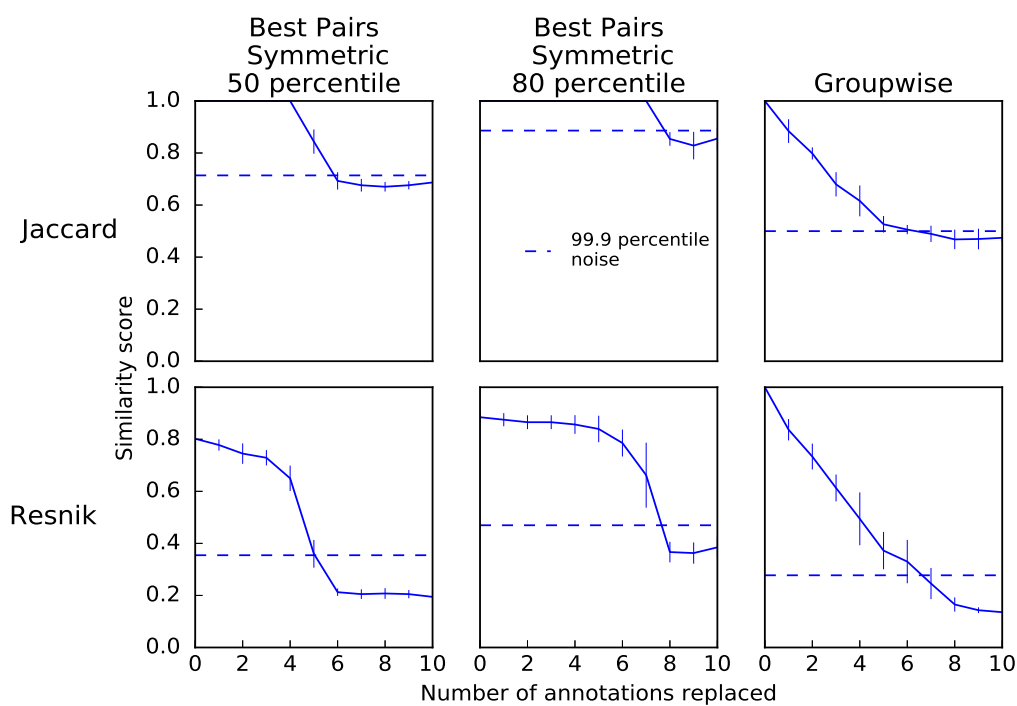 Best Pairs
Symmetric
50 percentile
Best Pairs
Symmetric
80 percentile
Groupwise
Jaccard
1.0
0.8
0.6
0.4
0.2
0.0
99.9 percentile
noise
Similarity score
Resnik
1.0
0.8
0.6
0.4
0.2
0.0
0 2 4 6 8 10
0 2 4 6 8 10
0 2 4 6 8 10
Number of annotations replaced